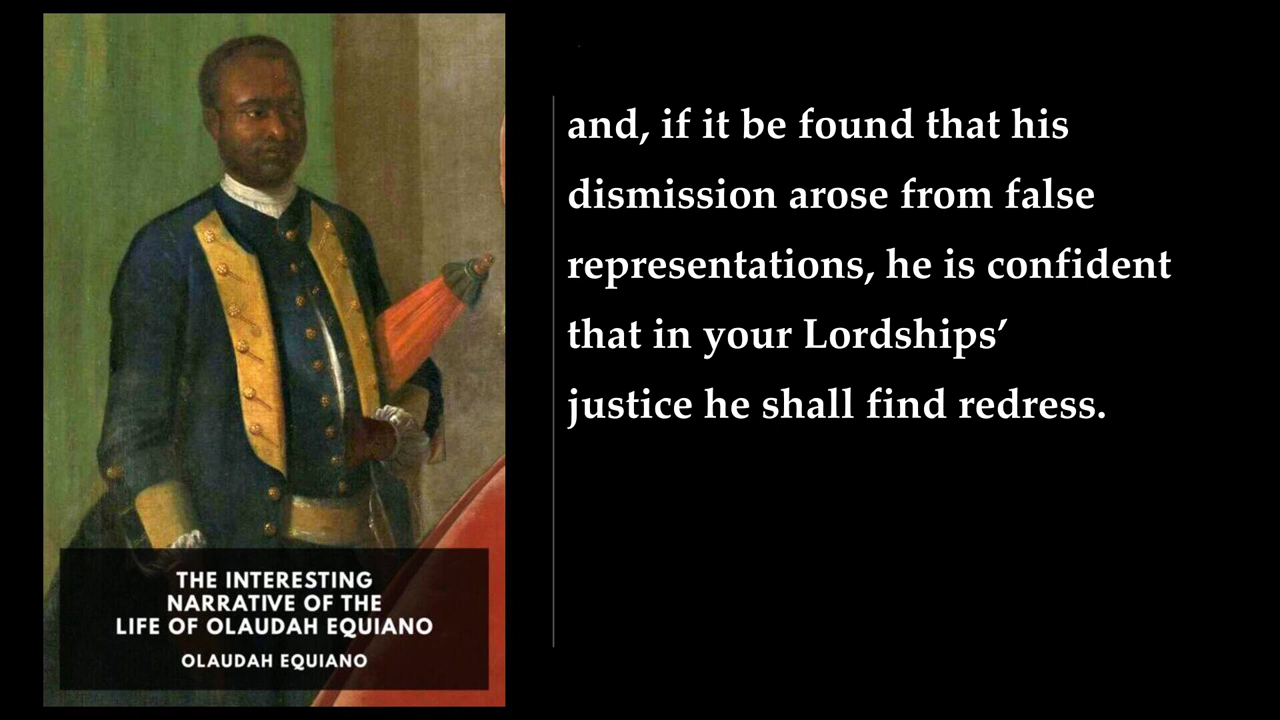 and, if it be found that his
dismission arose from false
representations, he is confident
that in your Lordships’
justice he shall find redress.
THE INTERESTING
NARRATIVE OF THE
LIFE OF OLAUDAH EQUIANO
OLAUDAH EQUIANO